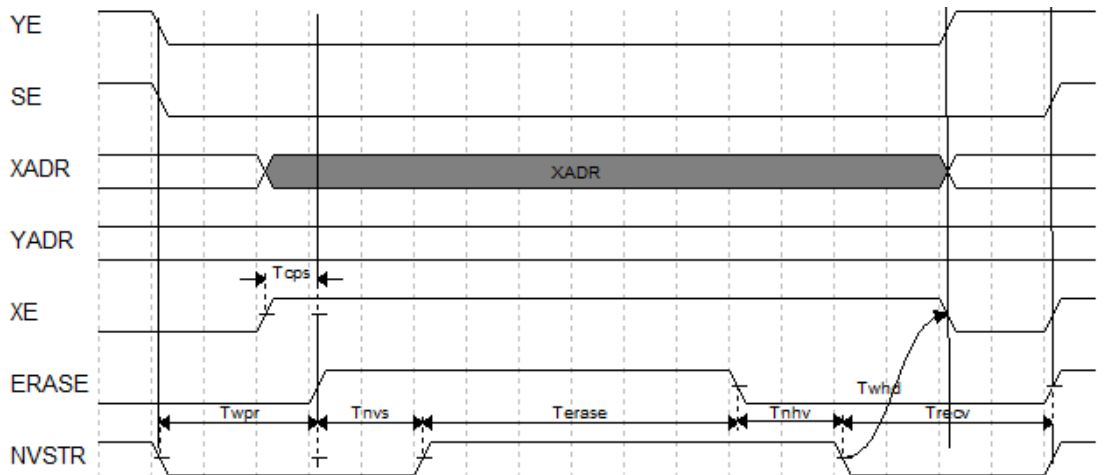 YE
SE
XADR
XADR
YADR
Tcps
XE
ERASE
Twhd
Twpr Tnvs Terase Tnhv Trecv
NVSTR